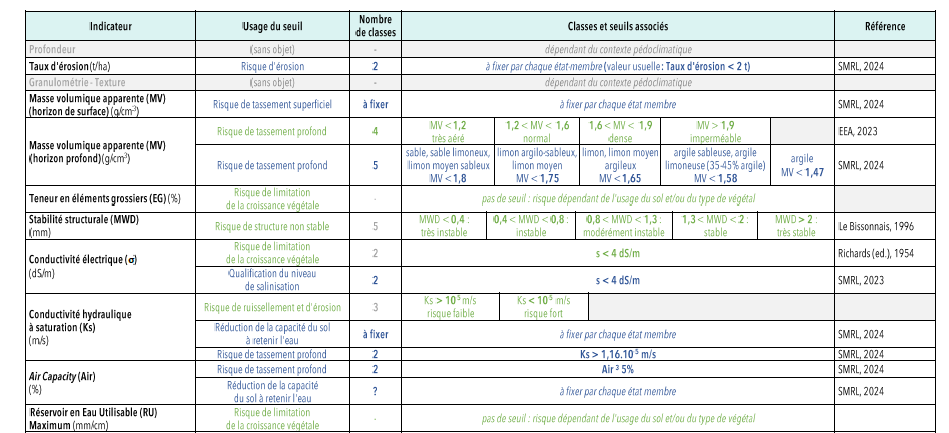 Indicateur Usage du seuil Nombre de classes Classes et seuils associés Référence
Profondeur (sans objet) - dépendant du contexte pédoclimatique
Taux d'érosion (t/ha) Risque d'érosion 2 à fixer par chaque état-membre (valeur usuelle : Taux d'érosion < 2 t) SMRL, 2024
Granulométrie - Texture (sans objet) - dépendant du contexte pédoclimatique
Masse volumique apparente (MV)
(horizon de surface) (g/cm³) Risque de tassement superficiel à fixer à fixer par chaque état membre SMRL, 2024
Masse volumique apparente (MV)
(horizon profond) (g/cm³)
Risque de tassement profond 4
MV < 1,2
très aéré
1,2 < MV < 1,6
normal
1,6 < MV < 1,9
dense
MV > 1,9
imperméable
EEA, 2023
Risque de tassement profond 5
sable, sable limoneux,
limon moyen sableux
MV < 1,8
limon argilo-sableux,
limon moyen
MV < 1,75
limon, limon moyen
argileux
MV < 1,65
argile sableuse, argile
limoneuse (35-45% argile)
MV < 1,58
argile
MV < 1,47
SMRL, 2024
Teneur en éléments grossiers (EG) (%)
Risque de limitation
de la croissance végétale
- pas de seuil : risque dépendant de l'usage du sol et/ou du type de végétal
Stabilité structurale (MWD)
(mm)
Risque de structure non stable 5
MWD < 0,4 :
très instable
0,4 < MWD < 0,8 :
instable
0,8 < MWD < 1,3 :
modérément instable
1,3 < MWD < 2 :
stable
MWD > 2 :
très stable
Le Bissonnais, 1996
Conductivité électrique (σ)
(dS/m)
Risque de limitation
de la croissance végétale
2 s < 4 dS/m Richards (ed.), 1954
Qualification du niveau
de salinisation
2 s < 4 dS/m SMRL, 2023
Conductivité hydraulique
à saturation (Ks)
(m/s)
Risque de ruissellement et d'érosion 3
Ks > 10⁻⁵ m/s
risque faible
Ks < 10⁻⁵ m/s
risque fort
Réduction de la capacité du sol
à retenir l'eau
à fixer à fixer par chaque état membre SMRL, 2024
Risque de tassement profond 2 Ks > 1,16.10⁻⁵ m/s SMRL, 2024
Air Capacity (Air)
(%)
Risque de tassement profond 2 Air ³ 5% SMRL, 2024
Réduction de la capacité
du sol à retenir l'eau
? à fixer par chaque état membre SMRL, 2024
Réservoir en Eau Utilisable (RU)
Maximum (mm/cm)
Risque de limitation
de la croissance végétale
- pas de seuil : risque dépendant de l'usage du sol et/ou du type de végétal